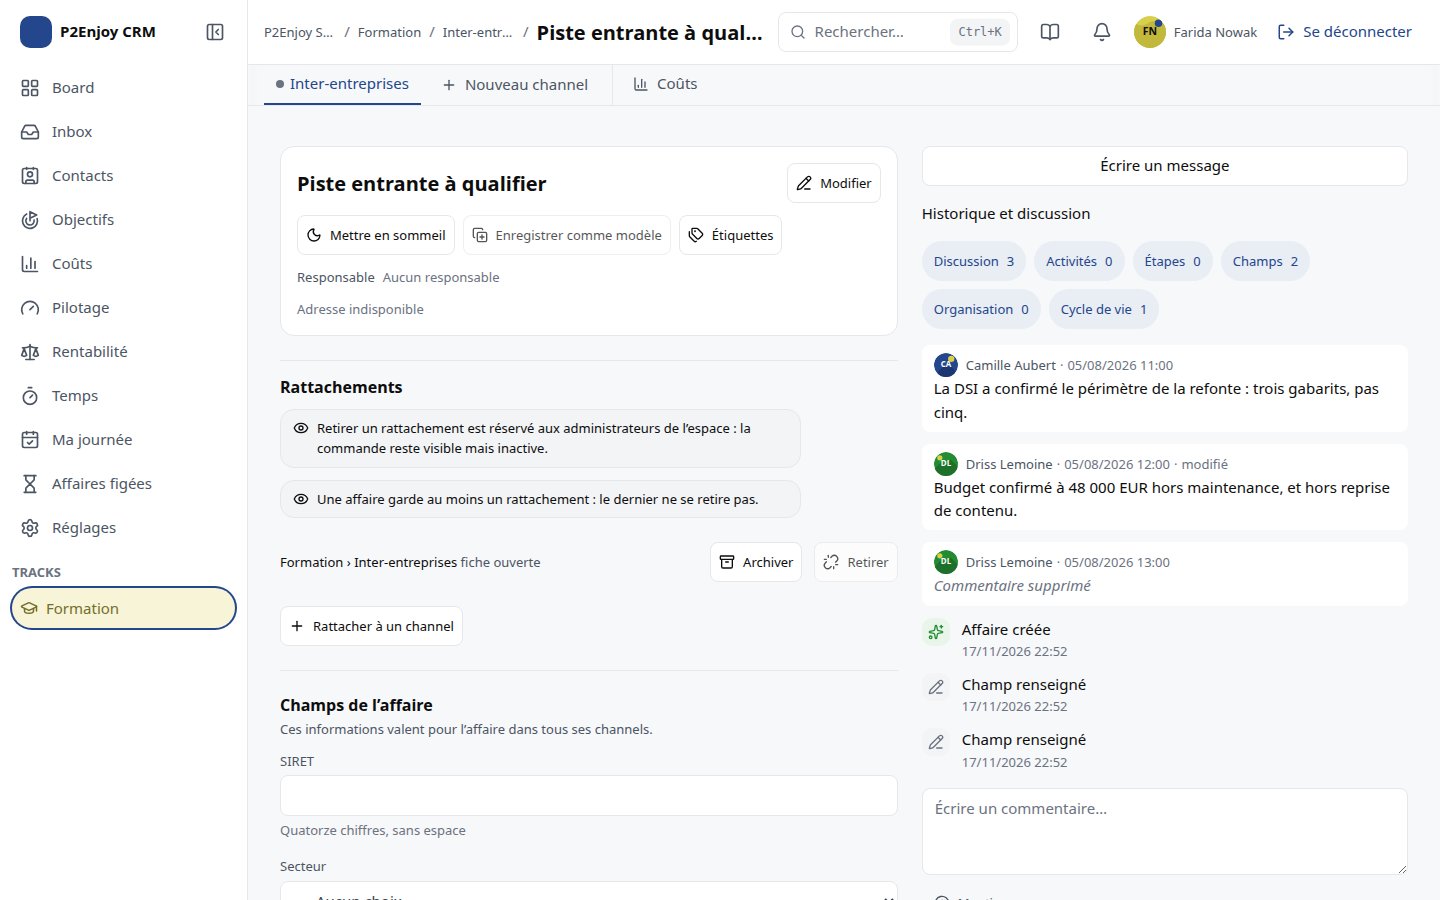 P2Enjoy CRM
Board
Inbox
Contacts
Objectifs
Coûts
Pilotage
Rentabilité
Temps
Ma journée
Affaires figées
Réglages
TRACKS
Formation
P2Enjoy S... / Formation / Inter-entr... / Piste entrante à qual...
Rechercher... Ctrl+K
FN Farida Nowak
Se déconnecter
Inter-entreprises
Nouveau channel
Coûts
Piste entrante à qualifier
Modifier
Mettre en sommeil
Enregistrer comme modèle
Étiquettes
Responsable Aucun responsable
Adresse indisponible
Rattachements
Retirer un rattachement est réservé aux administrateurs de l’espace : la
commande reste visible mais inactive.
Une affaire garde au moins un rattachement : le dernier ne se retire pas.
Formation › Inter-entreprises fiche ouverte
Archiver
Retirer
Rattacher à un channel
Champs de l’affaire
Ces informations valent pour l’affaire dans tous ses channels.
SIRET
Quatorze chiffres, sans espace
Secteur
Écrire un message
Historique et discussion
Discussion 3
Activités 0
Étapes 0
Champs 2
Organisation 0
Cycle de vie 1
CA Camille Aubert · 05/08/2026 11:00
La DSI a confirmé le périmètre de la refonte : trois gabarits, pas
cinq.
DL Driss Lemoine · 05/08/2026 12:00 · modifié
Budget confirmé à 48 000 EUR hors maintenance, et hors reprise
de contenu.
DL Driss Lemoine · 05/08/2026 13:00
Commentaire supprimé
Affaire créée
17/11/2026 22:52
Champ renseigné
17/11/2026 22:52
Champ renseigné
17/11/2026 22:52
Écrire un commentaire...